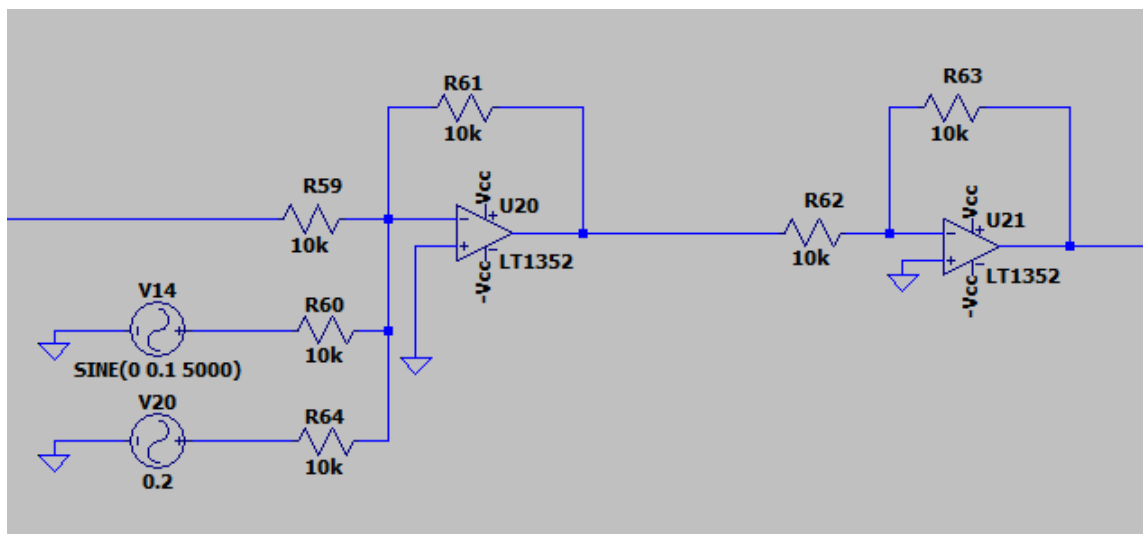 R61
10k
R63
10k
R59
10k
Vcc
U20
LT1352
-Vcc
R62
10k
Vcc
U21
LT1352
-Vcc
V14
SINE(0 0.1 5000)
R60
10k
V20
0.2
R64
10k